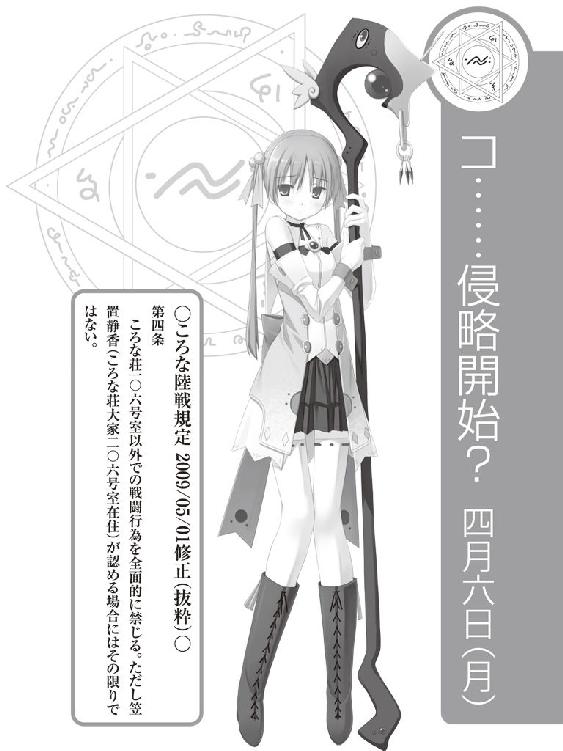 コ……侵略開始？　四月六日（月）
○ころな陸戦規定 2009/05/01修正（抜粋）○
第四条
　ころな荘一〇六号室以外での戦闘行為を全面的に禁じる。ただし笠
置静香（ころな荘大家二〇六号室在住）が認める場合にはその限りで
はない。